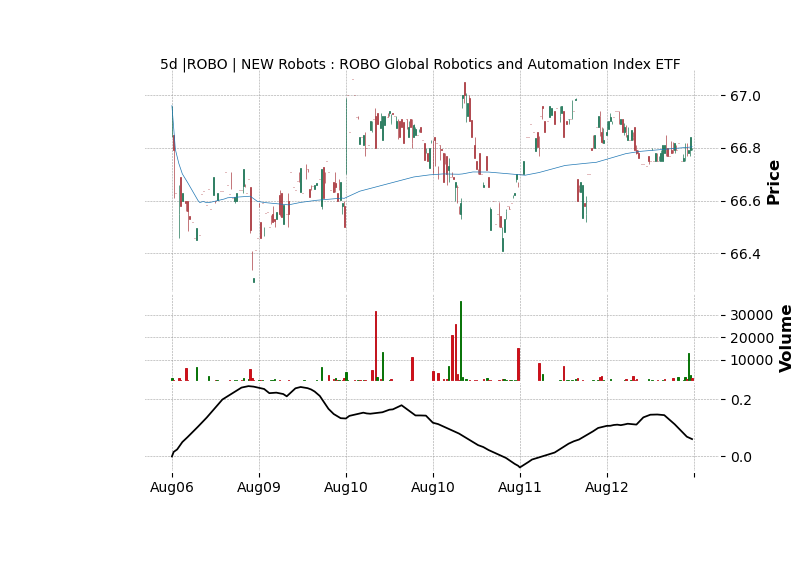 5d |ROBO | NEW Robots : ROBO Global Robotics and Automation Index ETF
67.0
66.8
66.6
66.4
Price
30000
20000
10000
Volume
0.2
0.0
Aug06 Aug09 Aug10 Aug10 Aug11 Aug12